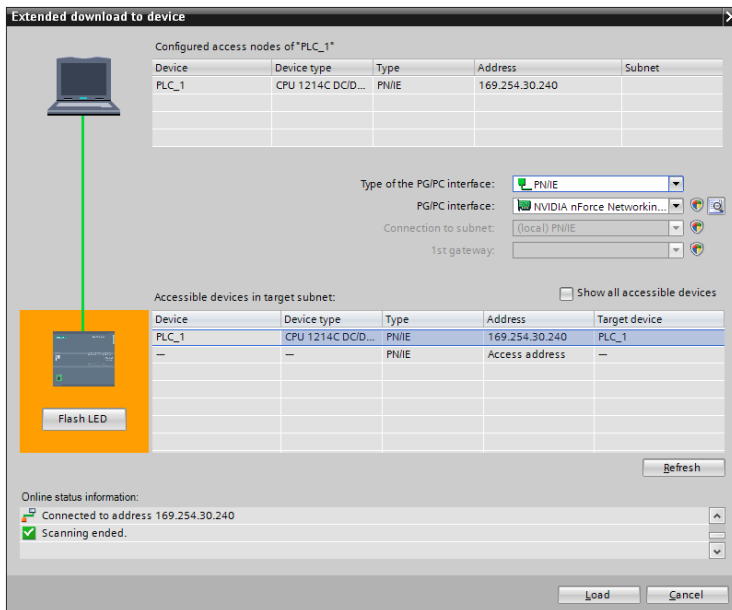 Extended download to device
Configured access nodes of "PLC_1"
Device Device type Type Address Subnet
PLC_1 CPU 1214C DC/D... PN/IE 169.254.30.240
Type of the PG/PC interface: PN/IE
PG/PC interface: NVIDIA nForce Networkin...
Connection to subnet: (local) PN/IE
1st gateway:
Accessible devices in target subnet: Show all accessible devices
Device Device type Type Address Target device
PLC_1 CPU 1214C DC/D... PN/IE 169.254.30.240 PLC_1
— — PN/IE Access address —
Flash LED
Refresh
Online status information:
Connected to address 169.254.30.240
Scanning ended.
Load Cancel